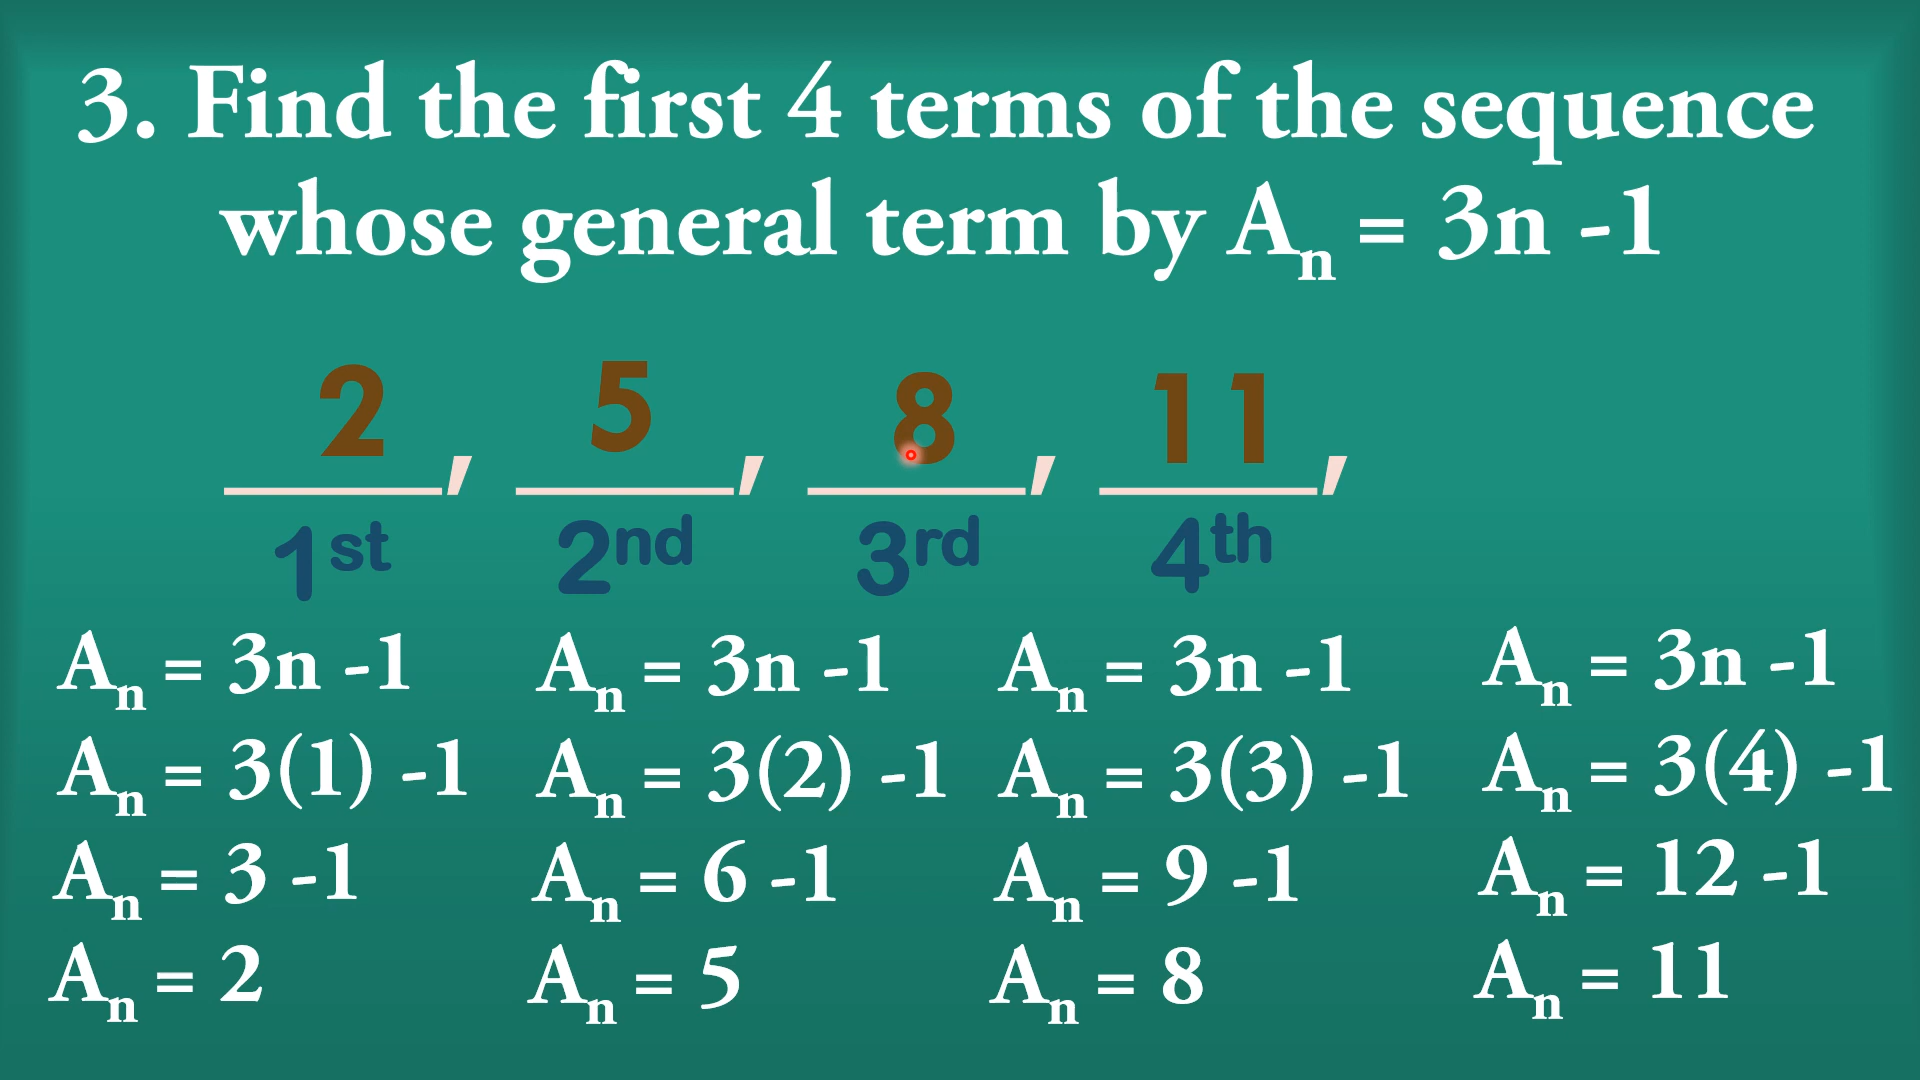 3. Find the first 4 terms of the sequence
whose general term by Aₙ = 3n -1
2, 5, 8, 11,
1ˢᵗ 2ⁿᵈ 3ʳᵈ 4ᵗʰ
Aₙ = 3n -1 Aₙ = 3n -1 Aₙ = 3n -1 Aₙ = 3n -1
Aₙ = 3(1) -1 Aₙ = 3(2) -1 Aₙ = 3(3) -1 Aₙ = 3(4) -1
Aₙ = 3 -1 Aₙ = 6 -1 Aₙ = 9 -1 Aₙ = 12 -1
Aₙ = 2 Aₙ = 5 Aₙ = 8 Aₙ = 11